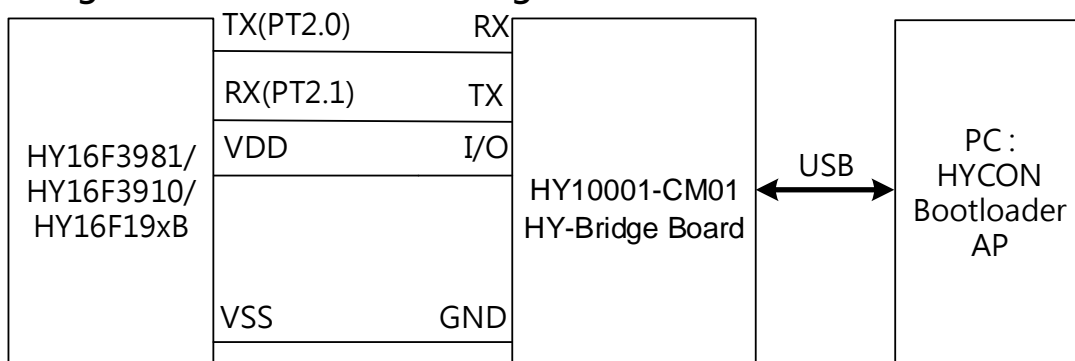 TX(PT2.0) RX
RX(PT2.1) TX
VDD I/O
VSS GND
HY16F3981/
HY16F3910/
HY16F19xB
HY10001-CM01
HY-Bridge Board
USB
PC :
HYCON
Bootloader
AP